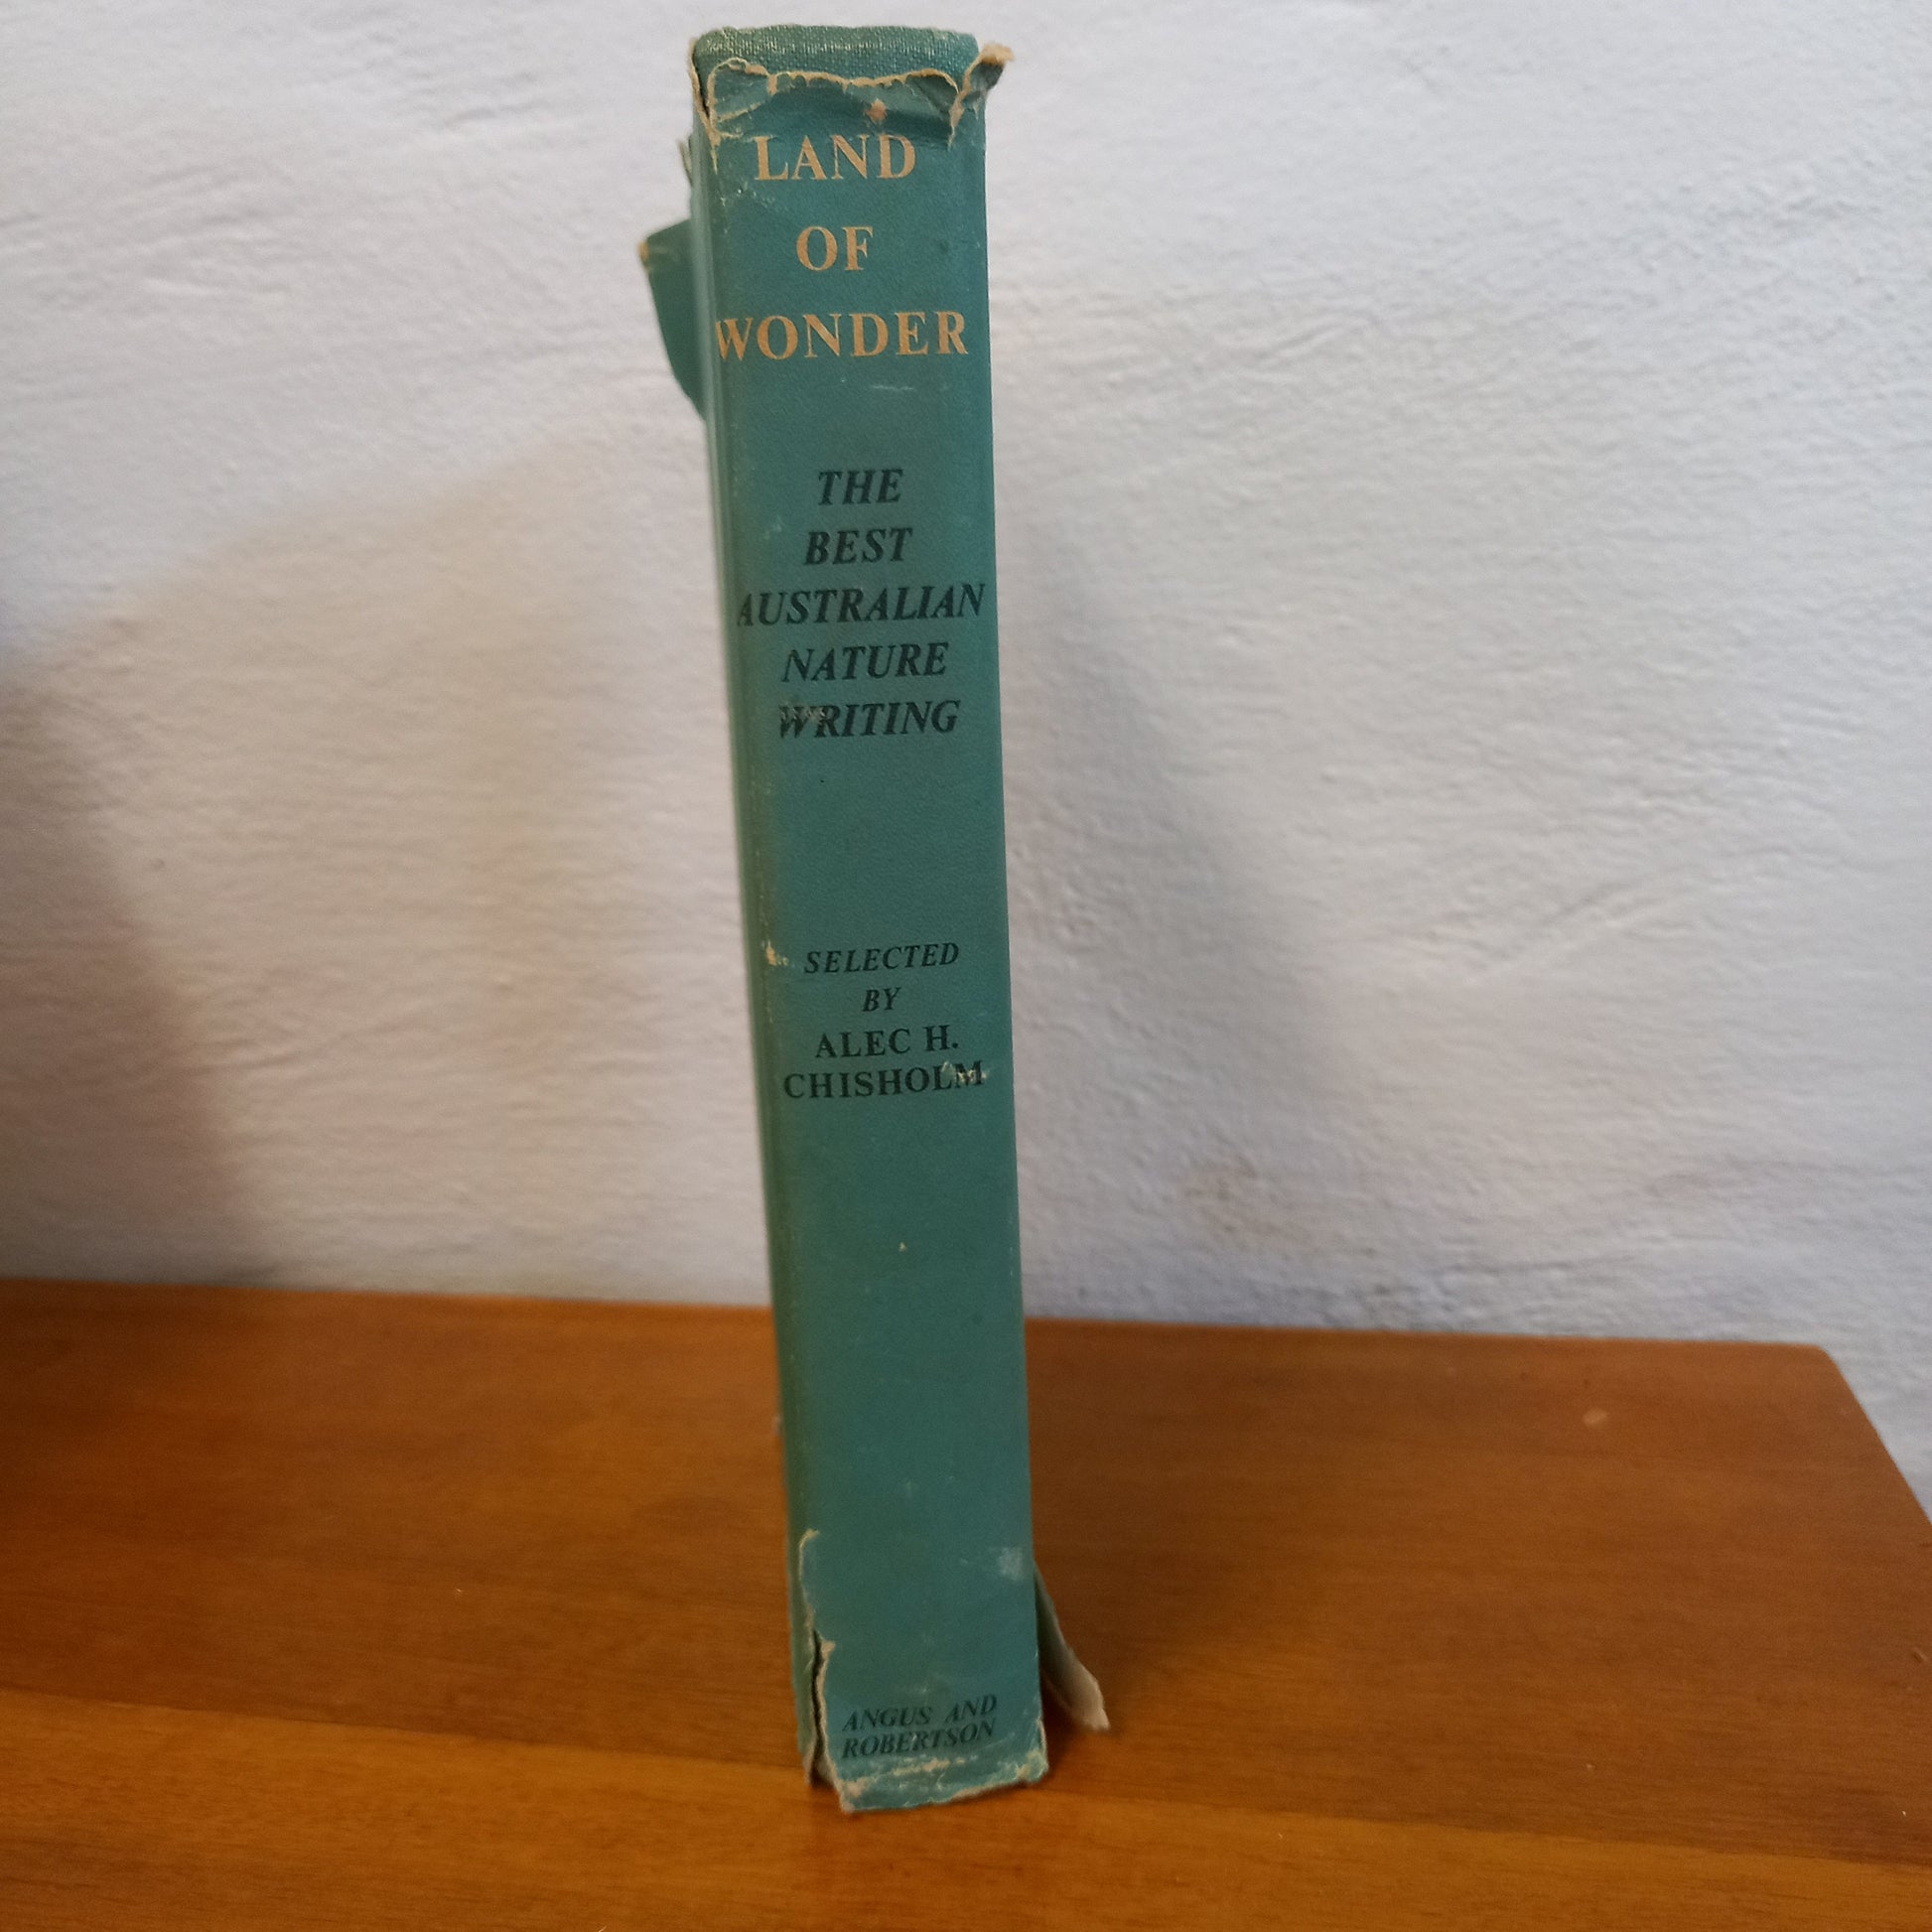 LAND
OF
WONDER
THE
BEST
AUSTRALIAN
NATURE
WRITING
SELECTED
BY
ALEC H.
CHISHOLM
ANGUS AND
ROBERTSON